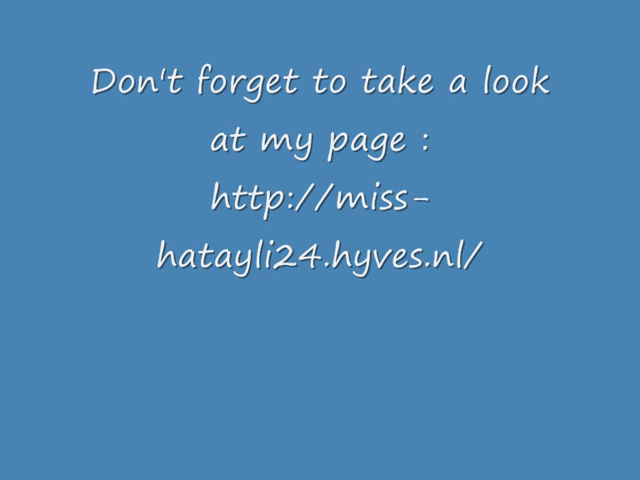 Don't forget to take a look
at my page :
http://miss-
hatayli24.hyves.nl/